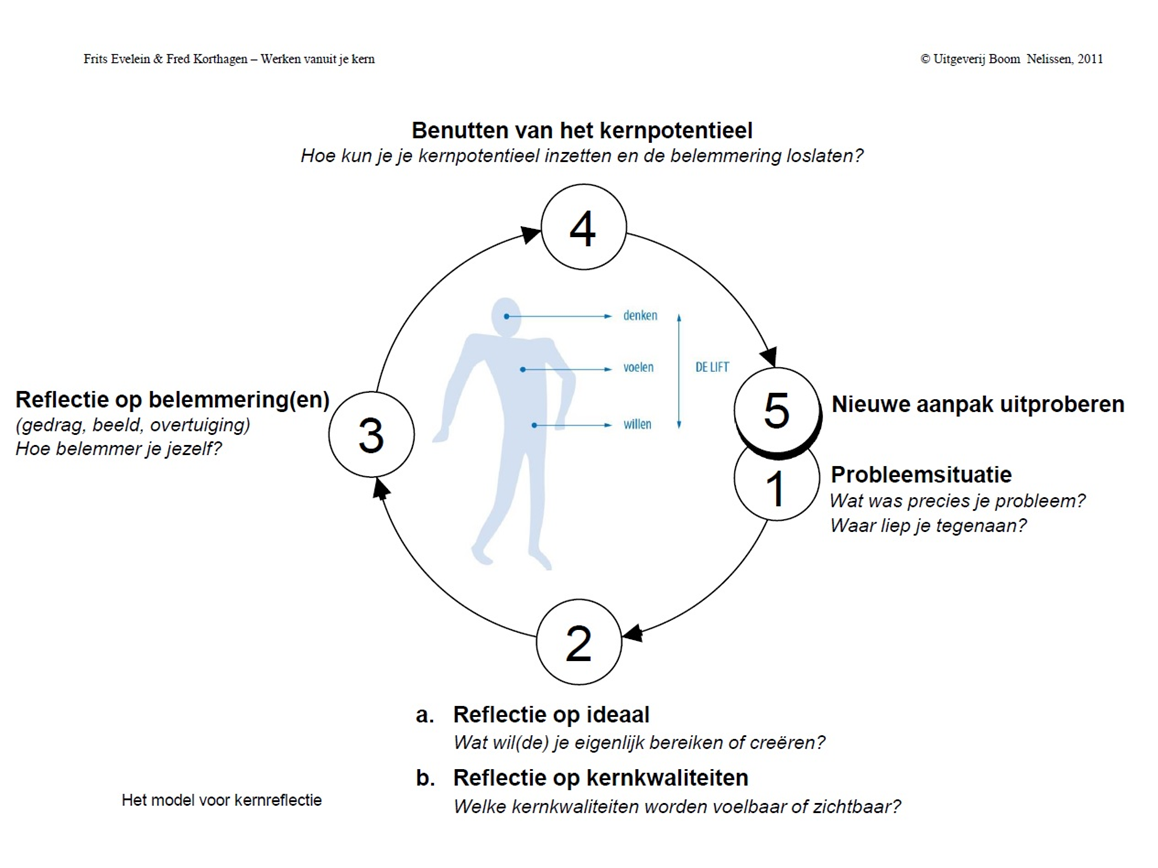 Frits Evelein & Fred Korthagen – Werken vanuit je kern
© Uitgeverij Boom Nelissen, 2011
Benutten van het kernpotentieel
Hoe kun je je kernpotentieel inzetten en de belemmering loslaten?
4
denken
voelen
DE LIFT
willen
Reflectie op belemmering(en)
(gedrag, beeld, overtuiging)
Hoe belemmer je jezelf?
3
5
Nieuwe aanpak uitproberen
1
Probleemsituatie
Wat was precies je probleem?
Waar liep je tegenaan?
2
a. Reflectie op ideaal
Wat wil(de) je eigenlijk bereiken of creëren?
b. Reflectie op kernkwaliteiten
Welke kernkwaliteiten worden voelbaar of zichtbaar?
Het model voor kernreflectie